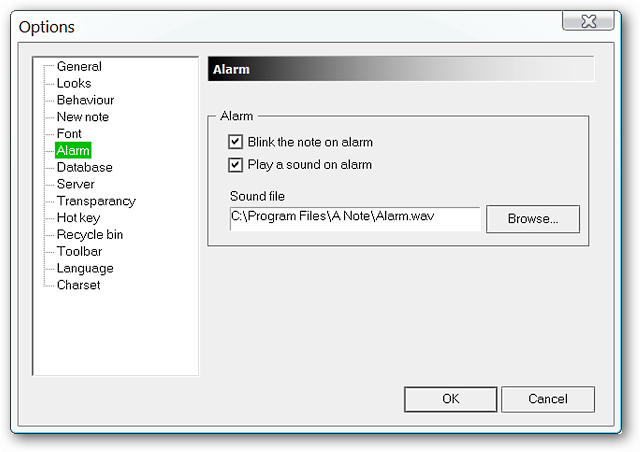 Options
General
Looks
Behaviour
New note
Font
Alarm
Database
Server
Transparancy
Hot key
Recycle bin
Toolbar
Language
Charset
Alarm
Alarm
Blink the note on alarm
Play a sound on alarm
Sound file
C:\Program Files\A Note\Alarm.wav
Browse...
OK
Cancel